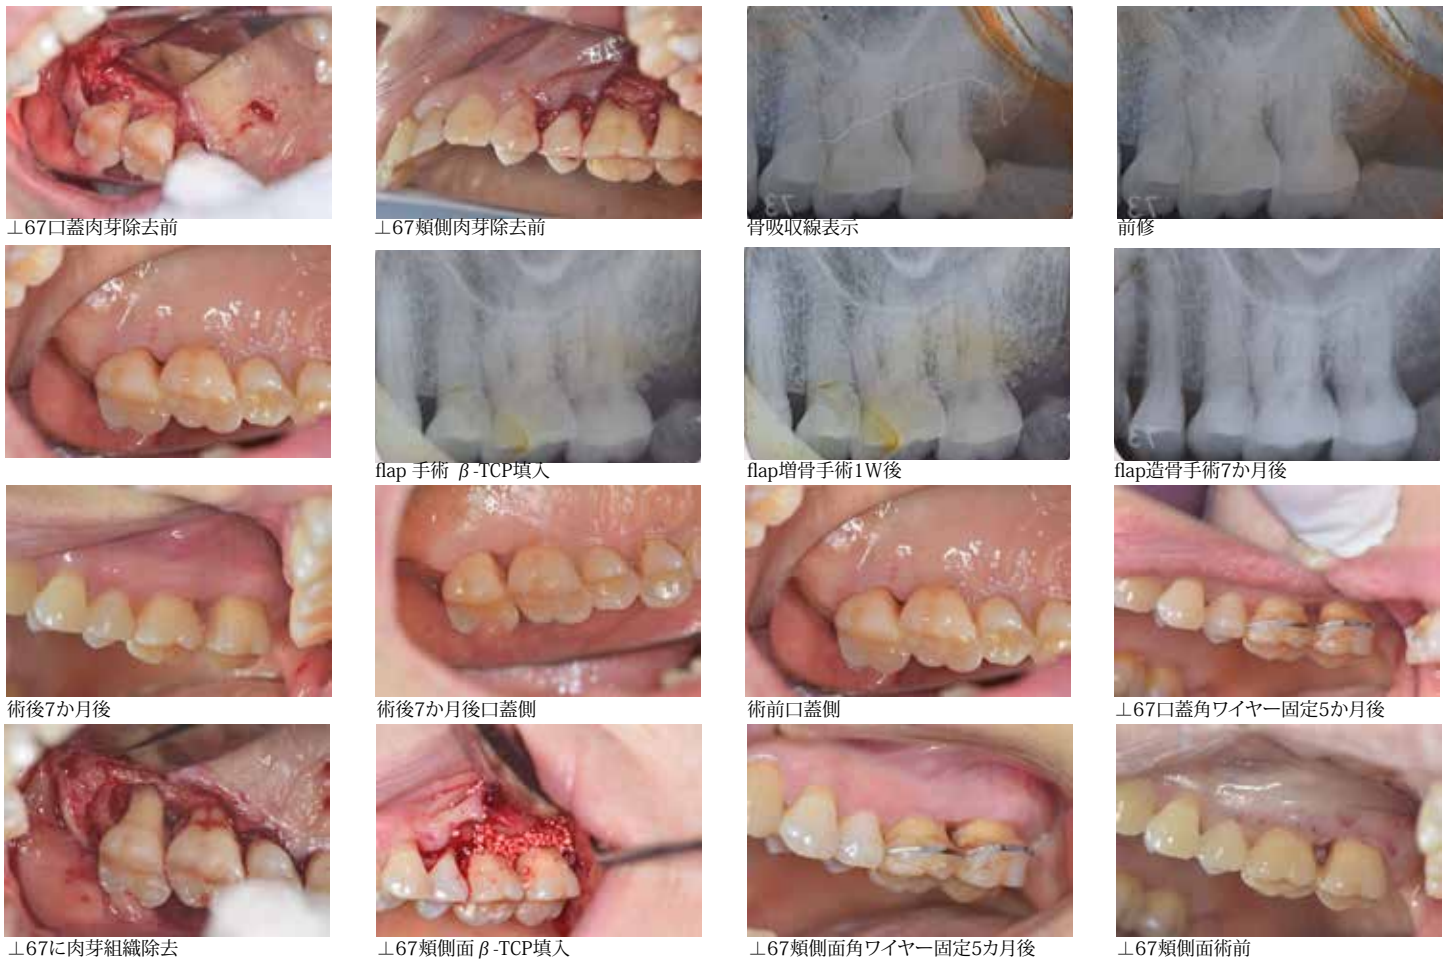 ⊥67口蓋肉芽除去前
⊥67頬側肉芽除去前
骨吸収線表示
前修
flap 手術 β-TCP填入
flap増骨手術1W後
flap造骨手術7か月後
術後7か月後
術後7か月後口蓋側
術前口蓋側
⊥67口蓋角ワイヤー固定5か月後
⊥67に肉芽組織除去
⊥67頬側面 β-TCP填入
⊥67頬側面角ワイヤー固定5カ月後
⊥67頬側面術前